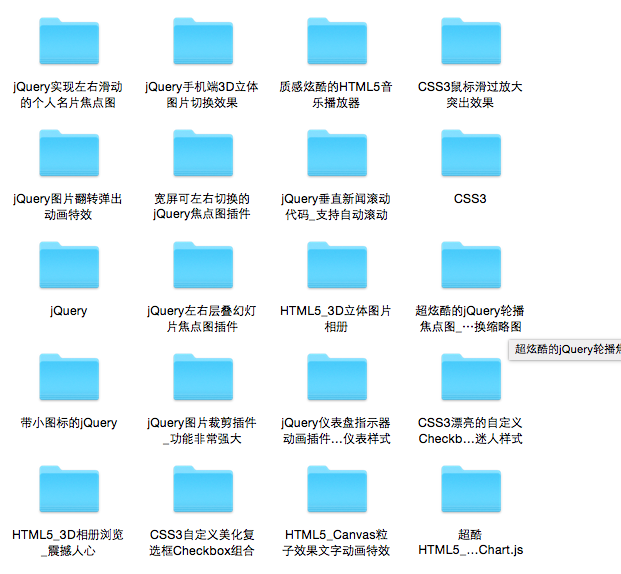 jQuery实现左右滑动
的个人名片焦点图
jQuery手机端3D立体
图片切换效果
质感炫酷的HTML5音
乐播放器
CSS3鼠标滑过放大
突出效果
jQuery图片翻转弹出
动画特效
宽屏可左右切换的
jQuery焦点图插件
jQuery垂直新闻滚动
代码_支持自动滚动
CSS3
jQuery
jQuery左右层叠幻灯
片焦点图插件
HTML5_3D立体图片
相册
超炫酷的jQuery轮播
焦点图_…换缩略图
超炫酷的jQuery轮播焦
带小图标的jQuery
jQuery图片裁剪插件
_功能非常强大
jQuery仪表盘指示器
动画插件...仪表样式
CSS3漂亮的自定义
Checkb...迷人样式
HTML5_3D相册浏览
_震撼人心
CSS3自定义美化复
选框Checkbox组合
HTML5_Canvas粒
子效果文字动画特效
超酷
HTML5_...Chart.js